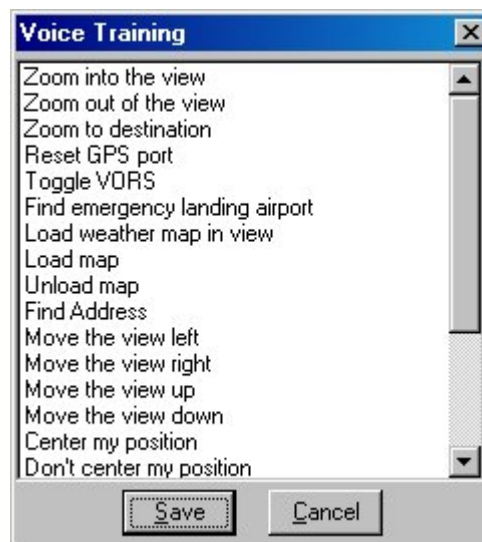 Voice Training
Zoom into the view
Zoom out of the view
Zoom to destination
Reset GPS port
Toggle VORS
Find emergency landing airport
Load weather map in view
Load map
Unload map
Find Address
Move the view left
Move the view right
Move the view up
Move the view down
Center my position
Don't center my position
Save
Cancel